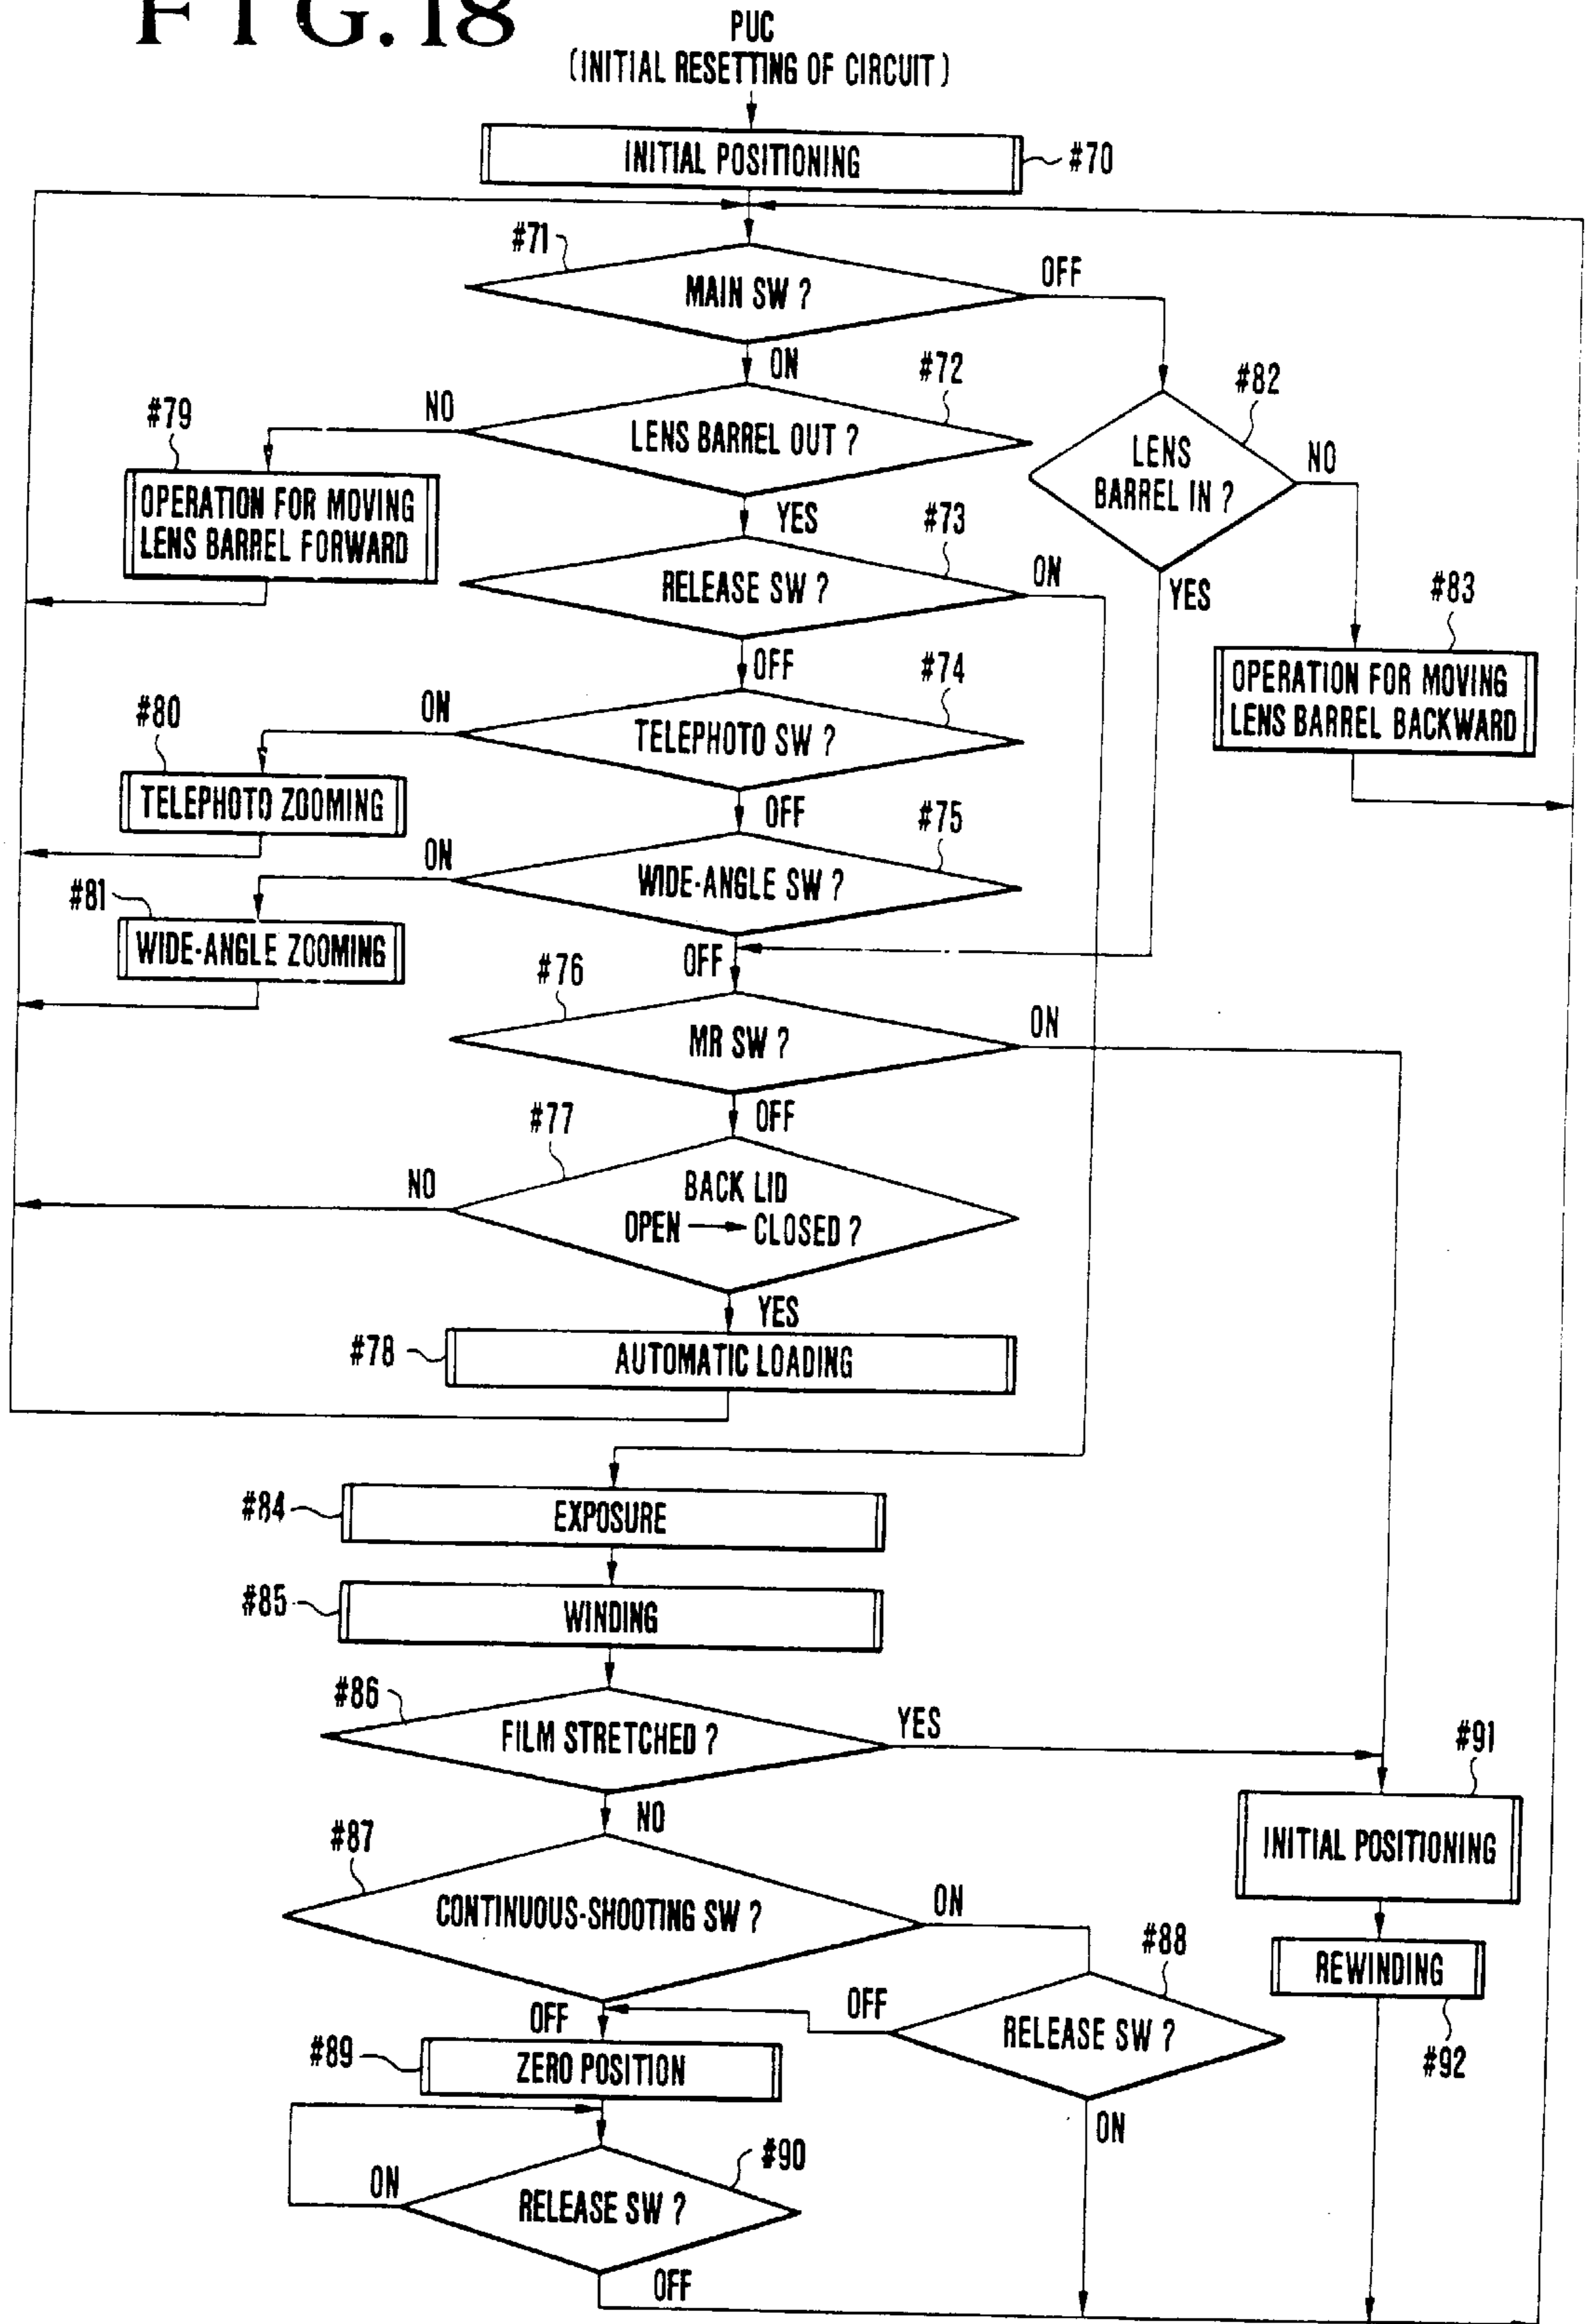 FIG. 18
PUC
(INITIAL RESETTING OF CIRCUIT)
INITIAL POSITIONING
#70
#71
MAIN SW ?
OFF
ON
#72
#82
#79
NO
LENS BARREL OUT ?
LENS
BARREL IN ?
NO
OPERATION FOR MOVING
LENS BARREL FORWARD
YES
#73
RELEASE SW ?
ON
YES
#83
OFF
#74
OPERATION FOR MOVING
LENS BARREL BACKWARD
#80
ON
TELEPHOTO SW ?
TELEPHOTO ZOOMING
OFF
#75
ON
#81
WIDE-ANGLE SW ?
WIDE-ANGLE ZOOMING
OFF
#76
MR SW ?
ON
OFF
#77
NO
BACK LID
OPEN → CLOSED ?
YES
#78
AUTOMATIC LOADING
#84
EXPOSURE
#85
WINDING
#86
FILM STRETCHED ?
YES
#91
NO
INITIAL POSITIONING
#87
CONTINUOUS-SHOOTING SW ?
ON
#88
REWINDING
OFF
OFF
RELEASE SW ?
#92
#89
ZERO POSITION
ON
#90
ON
RELEASE SW ?
OFF